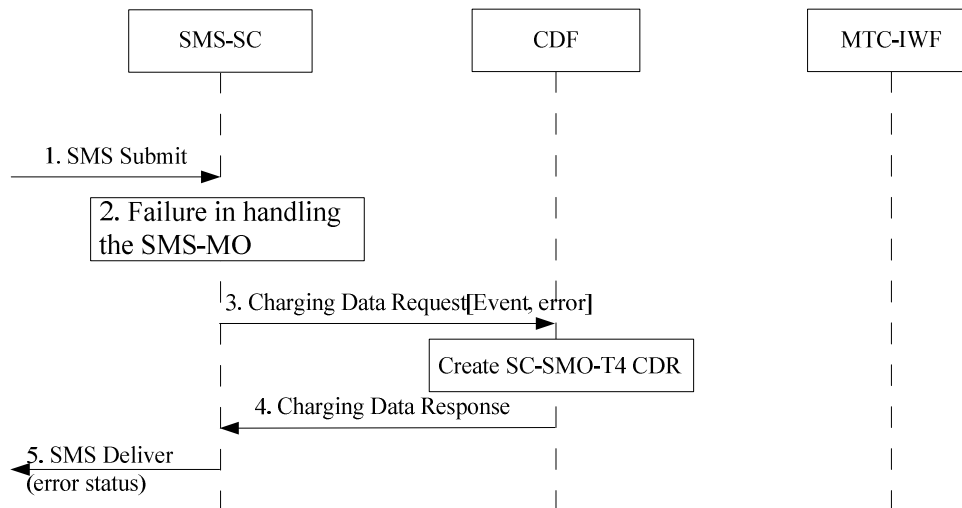 SMS-SC
CDF
MTC-IWF
1. SMS Submit
2. Failure in handling
the SMS-MO
3. Charging Data Request[Event, error]
Create SC-SMO-T4 CDR
4. Charging Data Response
5. SMS Deliver
(error status)